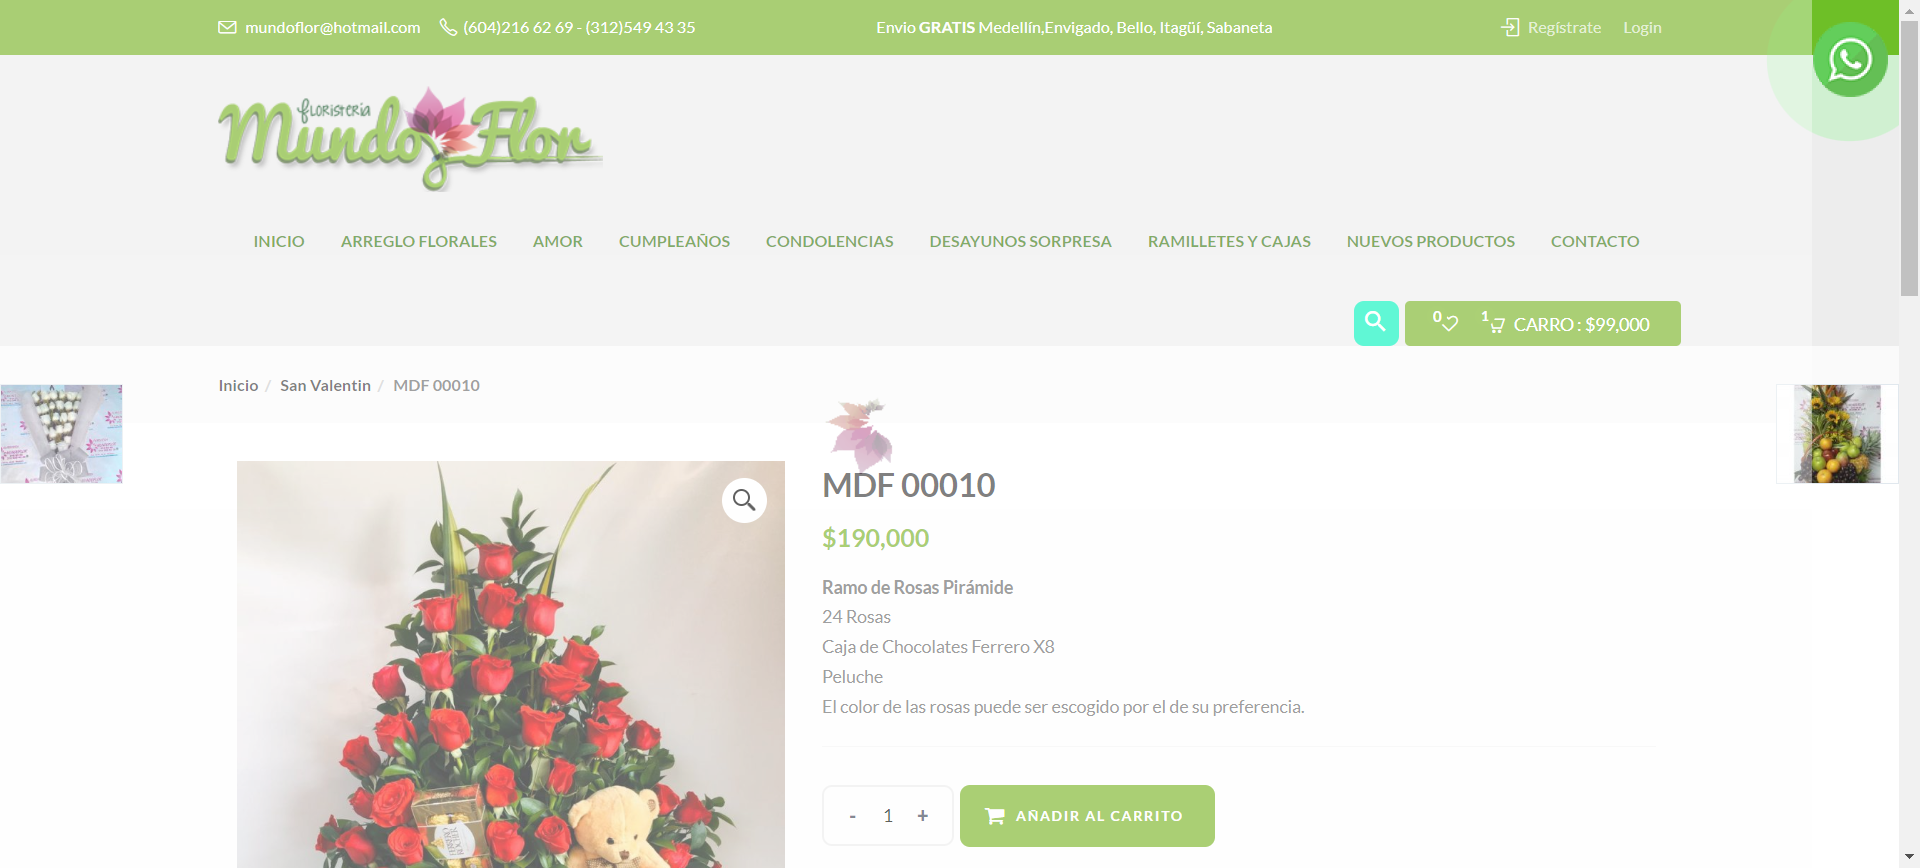 mundoflor@hotmail.com
(604)216 62 69 - (312)549 43 35
Envio GRATIS Medellín,Envigado, Bello, Itagüí, Sabaneta
Regístrate
Login
floristeria
Mundo Flor
INICIO
ARREGLO FLORALES
AMOR
CUMPLEAÑOS
CONDOLENCIAS
DESAYUNOS SORPRESA
RAMILLETES Y CAJAS
NUEVOS PRODUCTOS
CONTACTO
0
1
CARRO : $99,000
Inicio / San Valentin / MDF 00010
MDF 00010
$190,000
Ramo de Rosas Pirámide
24 Rosas
Caja de Chocolates Ferrero X8
Peluche
El color de las rosas puede ser escogido por el de su preferencia.
- 1 +
AÑADIR AL CARRITO